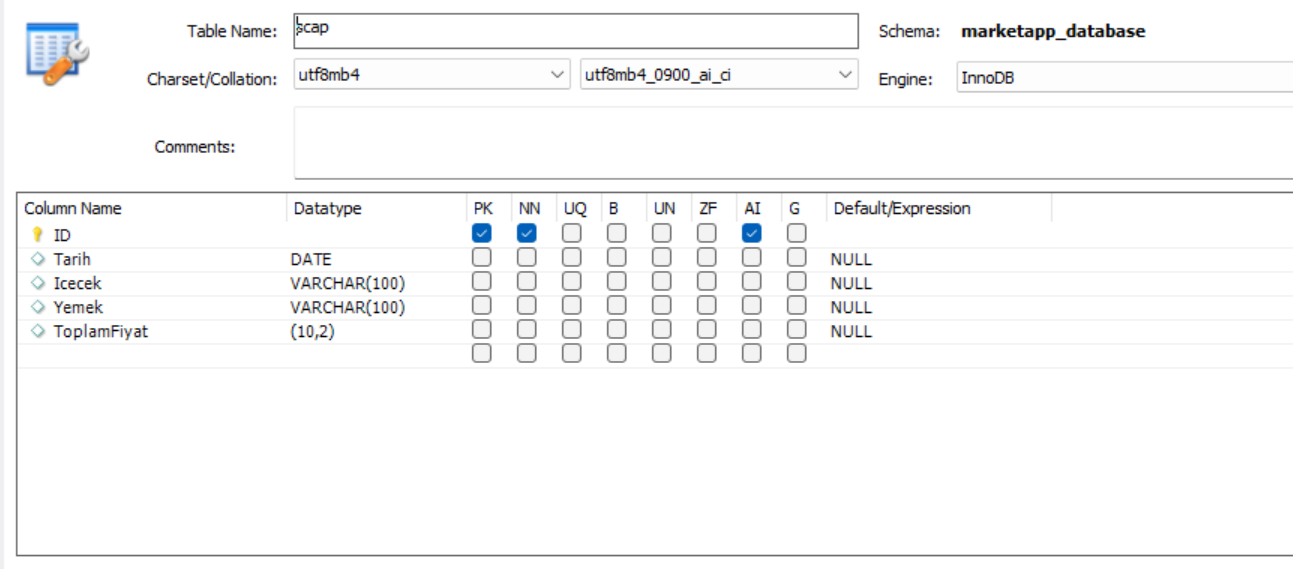 Table Name: scap Schema: marketapp_database
Charset/Collation: utf8mb4 utf8mb4_0900_ai_ci Engine: InnoDB
Comments:
Column Name Datatype PK NN UQ B UN ZF AI G Default/Expression
ID
Tarih DATE NULL
Icecek VARCHAR(100) NULL
Yemek VARCHAR(100) NULL
ToplamFiyat (10,2) NULL